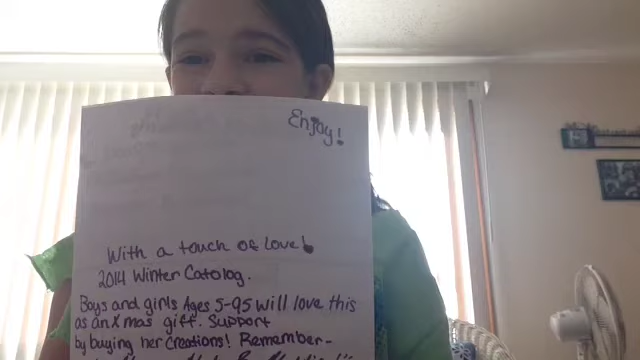 Enjoy!
With a touch of Love!
2014 Winter Catolog.
Boys and girls Ages 5-95 will love this
as an Xmas gift. Support
by buying her creations! Remember-